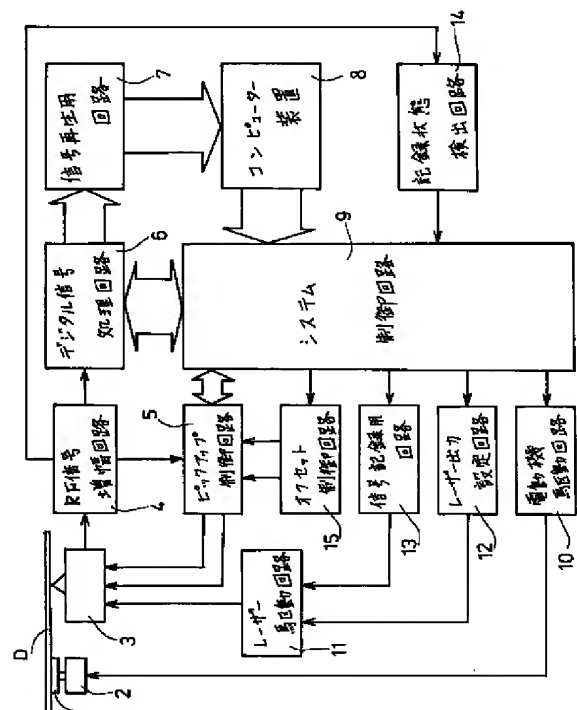 D
2
3
RF信号
増幅回路
4
デジタル信号
処理回路
6
信号再生用
回路
7
ピックアップ
制御回路
5
コンピューター
装置
8
システム
制御回路
9
オフセット
制御回路
15
信号記録用
回路
13
レーザー
駆動回路
11
レーザー出力
設定回路
12
電動機
駆動回路
10
記録状態
検出回路
14